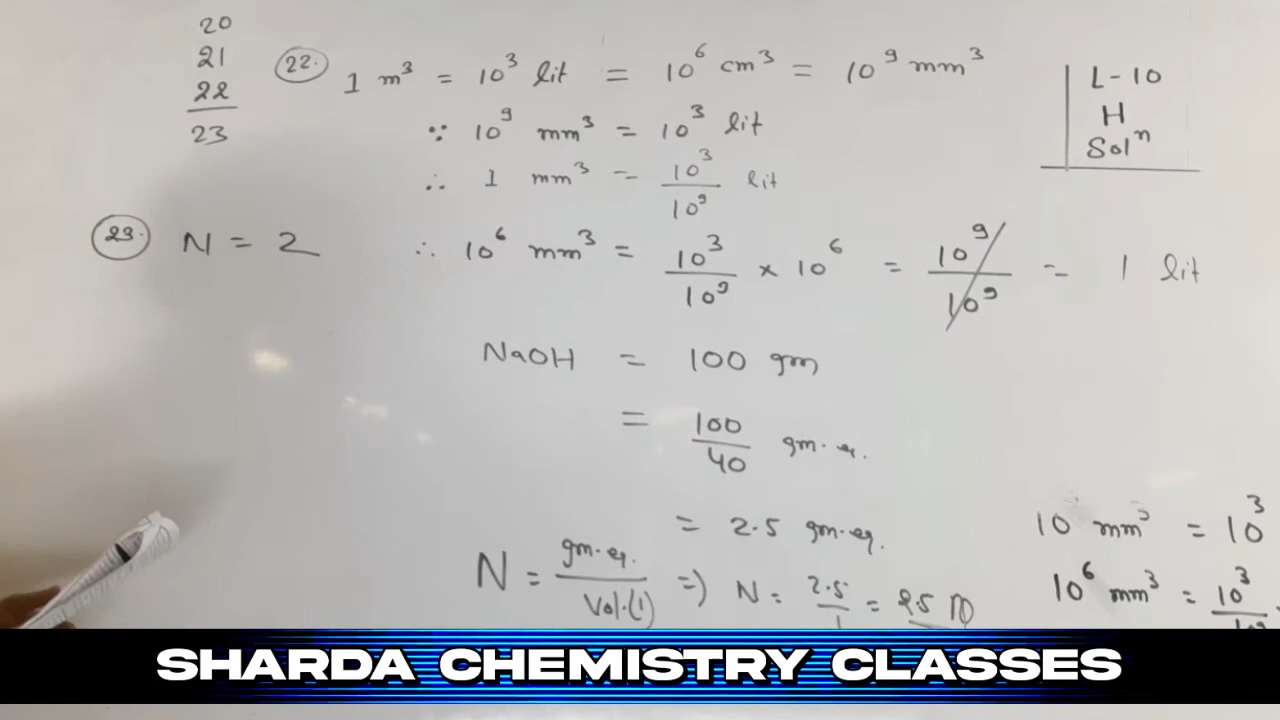 20
21
22
23
22. 1 m³ = 10³ lit = 10⁶ cm³ = 10⁹ mm³
∵ 10⁹ mm³ = 10³ lit
∴ 1 mm³ = 10³/10⁹ lit
L-10
H
Solⁿ
23. N = 2
∴ 10⁶ mm³ = 10³/10⁹ × 10⁶ = 10⁹/10⁹ = 1 lit
NaOH = 100 gm
= 100/40 gm.e.
= 2.5 gm.eq.
N = gm.eq./Vol.(l) ⇒ N = 2.5/1 = 2.5 N
10 mm³ = 10³
10⁶ mm³ = 10³
SHARDA CHEMISTRY CLASSES